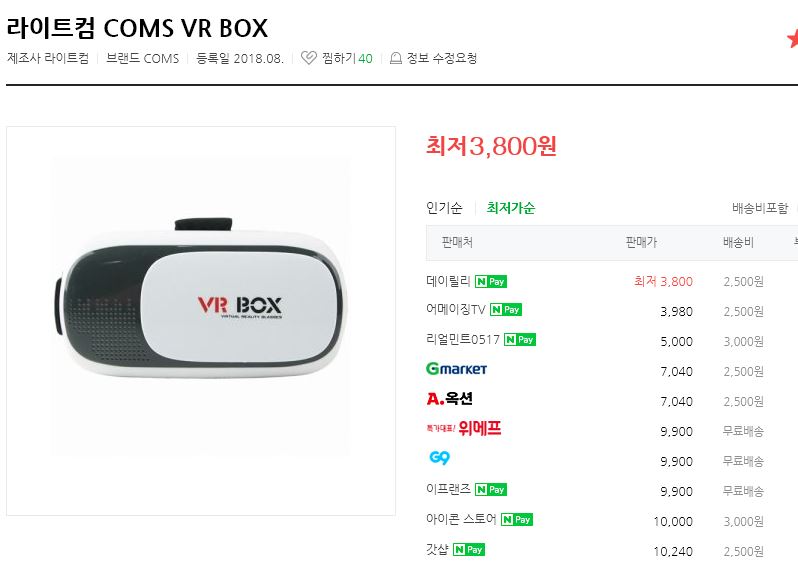 라이트컴 COMS VR BOX
제조사 라이트컴 브랜드 COMS 등록일 2018.08. 찜하기 40 정보 수정요청
최저3,800원
인기순 최저가순 배송비포함
판매처 판매가 배송비
데이릴리 N Pay 최저 3,800 2,500원
어메이징TV N Pay 3,980 2,500원
리얼민트0517 N Pay 5,000 3,000원
Gmarket 7,040 2,500원
A.옥션 7,040 2,500원
특가대표! 위메프 9,900 무료배송
G9 9,900 무료배송
이프랜즈 N Pay 9,900 무료배송
아이콘 스토어 N Pay 10,000 3,000원
갓샵 N Pay 10,240 2,500원
VR BOX
VIRTUAL REALITY GLASSES